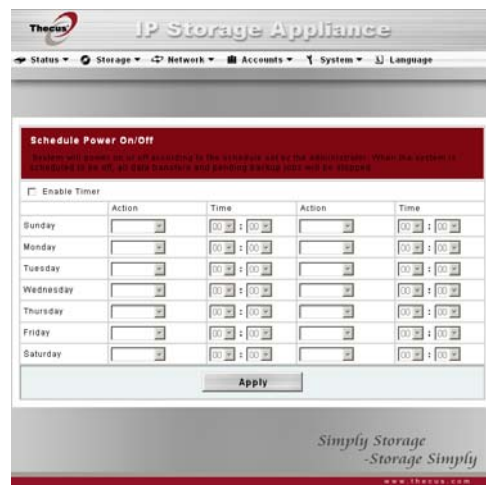 Thecus
IP Storage Appliance
Status Storage Network Accounts System Language
Schedule Power On/Off
System will power on or off according to the schedule set by the administrator. When the system is
scheduled to be off, all data transfers and pending backup jobs will be stopped.
Enable Timer
Action Time Action Time
Sunday 00 : 00 00 : 00
Monday 00 : 00 00 : 00
Tuesday 00 : 00 00 : 00
Wednesday 00 : 00 00 : 00
Thursday 00 : 00 00 : 00
Friday 00 : 00 00 : 00
Saturday 00 : 00 00 : 00
Apply
Simply Storage
-Storage Simply
www.thecus.com